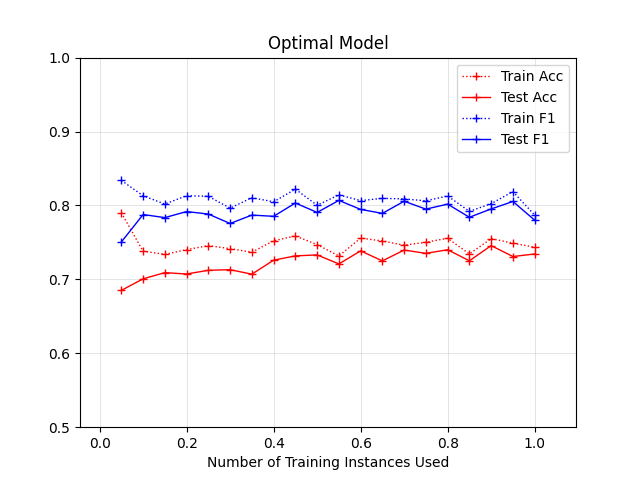 Optimal Model
1.0
0.9
0.8
0.7
0.6
0.5
Train Acc
Test Acc
Train F1
Test F1
0.0 0.2 0.4 0.6 0.8 1.0
Number of Training Instances Used